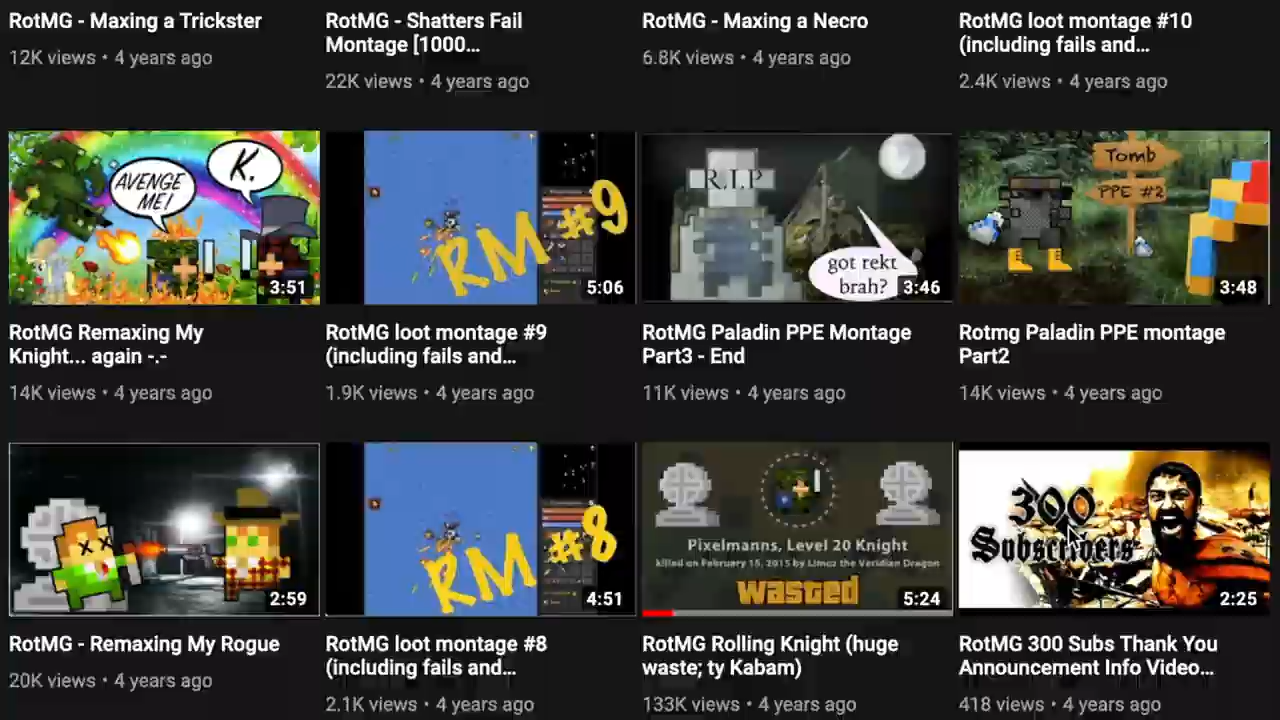 RotMG - Maxing a Trickster
12K views • 4 years ago
RotMG - Shatters Fail
Montage [1000...
22K views • 4 years ago
RotMG - Maxing a Necro
6.8K views • 4 years ago
RotMG loot montage #10
(including fails and...
2.4K views • 4 years ago
AVENGE
ME!
K.
3:51
RotMG Remaxing My
Knight... again -.-
14K views • 4 years ago
RM #9
5:06
RotMG loot montage #9
(including fails and...
1.9K views • 4 years ago
R.I.P
got rekt
brah?
3:46
RotMG Paladin PPE Montage
Part3 - End
11K views • 4 years ago
Tomb
PPE #2
3:48
Rotmg Paladin PPE montage
Part2
14K views • 4 years ago
2:59
RotMG - Remaxing My Rogue
20K views • 4 years ago
RM #8
4:51
RotMG loot montage #8
(including fails and...
2.1K views • 4 years ago
Pixelmanns, Level 20 Knight
killed on February 15, 2015 by Limoz the Veridian Dragon
wasted
5:24
RotMG Rolling Knight (huge
waste; ty Kabam)
133K views • 4 years ago
300
Subscribers
2:25
RotMG 300 Subs Thank You
Announcement Info Video...
418 views • 4 years ago